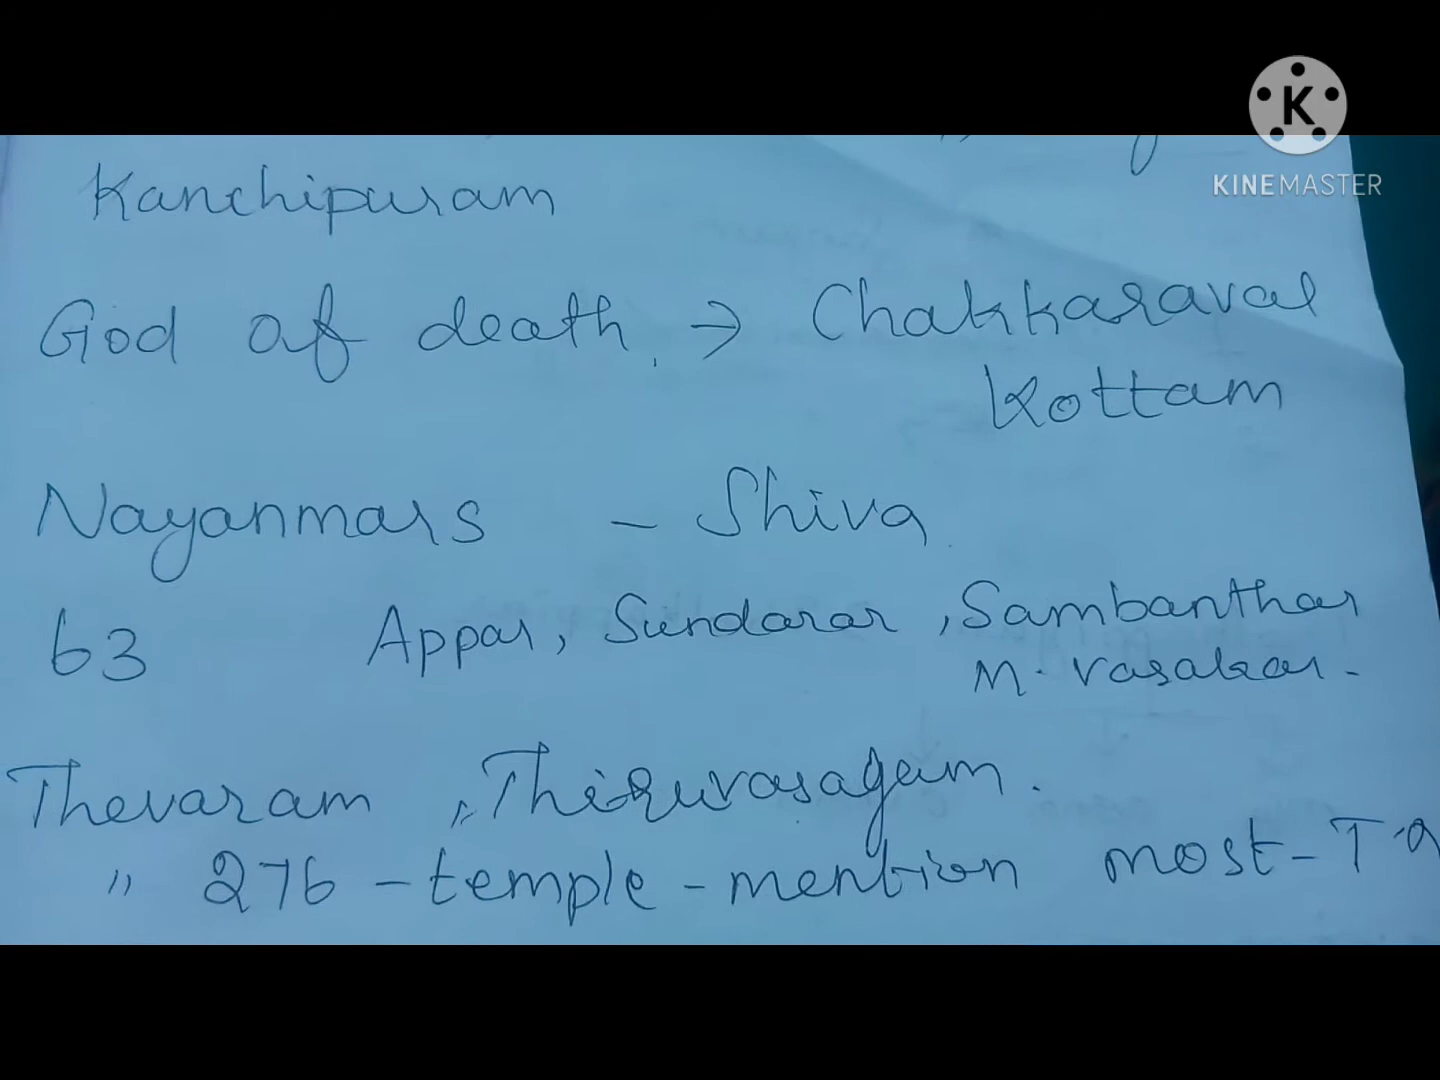 K
KINEMASTER
Kanchipuram
God of death. → Chakkaraval
Kottam
Nayanmars - Shiva
63 Appar, Sundarar, Sambanthar
M. Vasakar.
Thevaram, Thiruvasagam.
" 276 - temple - mention most -